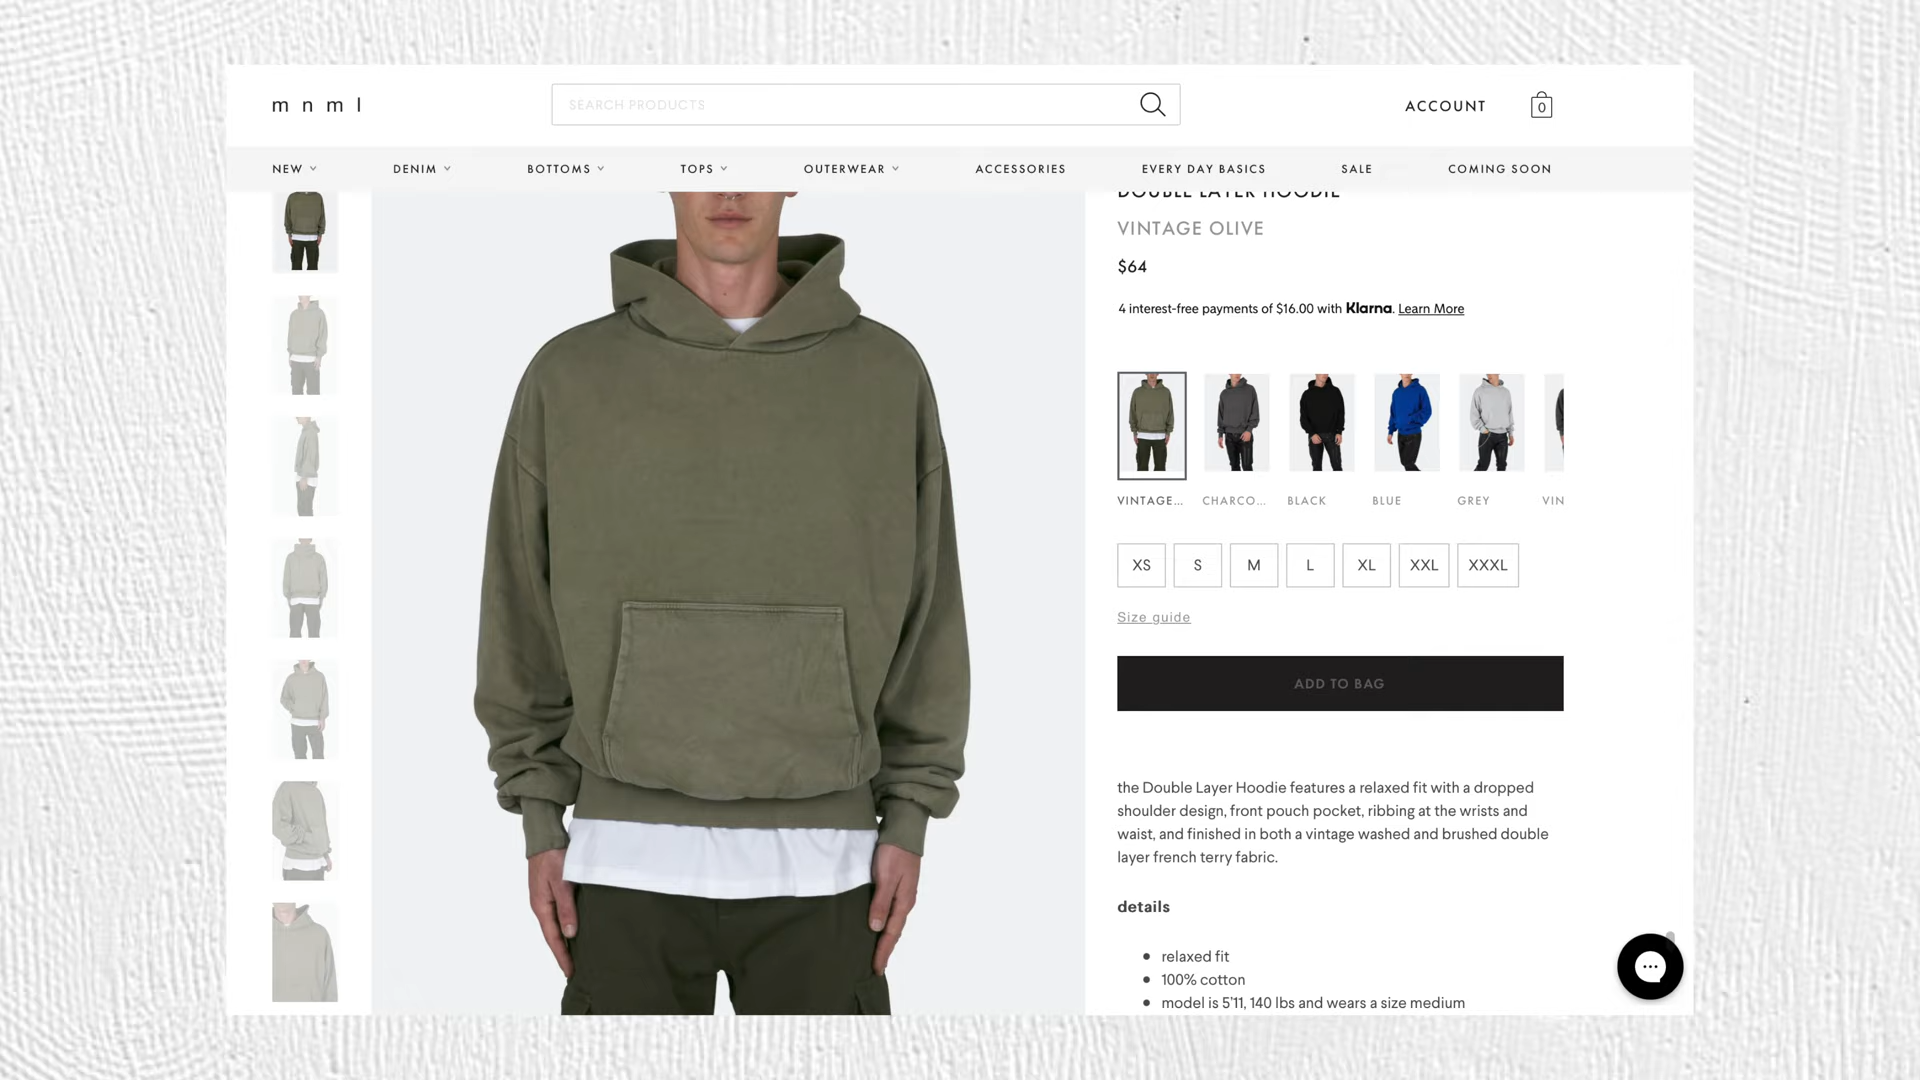 mnml
SEARCH PRODUCTS
ACCOUNT
0
NEW
DENIM
BOTTOMS
TOPS
OUTERWEAR
ACCESSORIES
EVERY DAY BASICS
SALE
COMING SOON
DOUBLE LAYER HOODIE
VINTAGE OLIVE
$64
4 interest-free payments of $16.00 with Klarna. Learn More
VINTAGE...
CHARCO...
BLACK
BLUE
GREY
VIN
XS
S
M
L
XL
XXL
XXXL
Size guide
ADD TO BAG
the Double Layer Hoodie features a relaxed fit with a dropped
shoulder design, front pouch pocket, ribbing at the wrists and
waist, and finished in both a vintage washed and brushed double
layer french terry fabric.
details
relaxed fit
100% cotton
model is 5'11, 140 lbs and wears a size medium